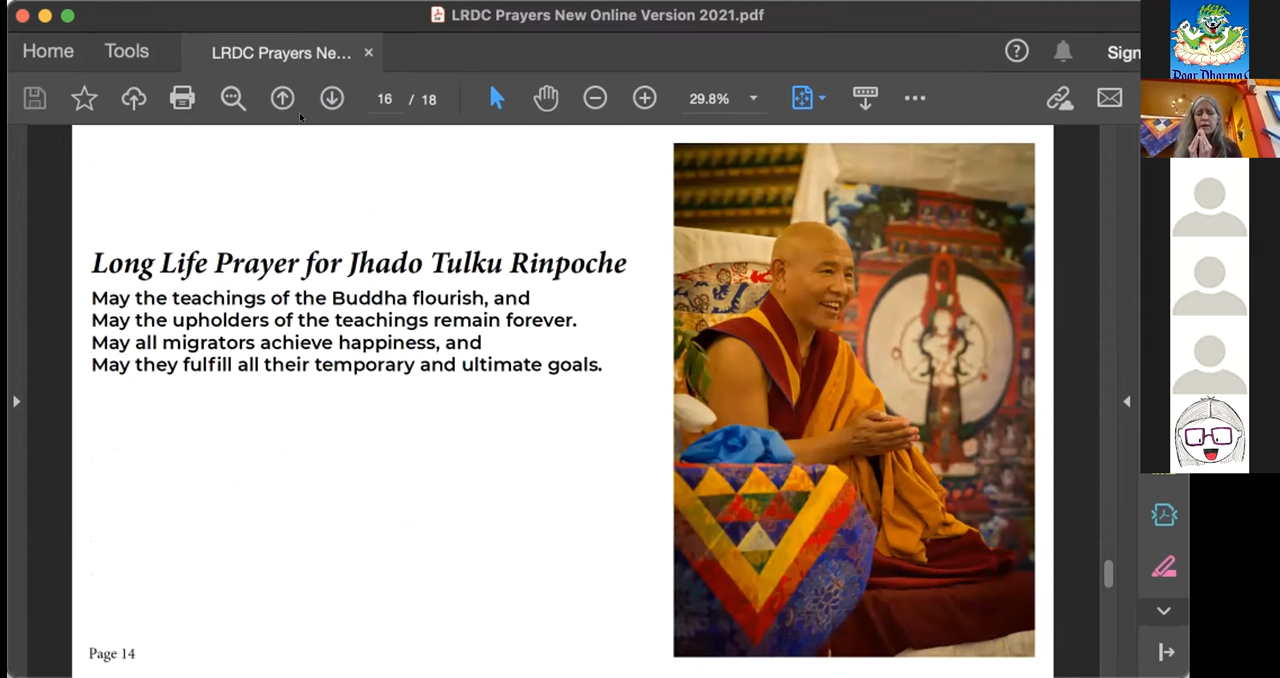 LRDC Prayers New Online Version 2021.pdf
Home
Tools
LRDC Prayers Ne...
Sign
16 / 18
29.8%
Long Life Prayer for Jhado Tulku Rinpoche
May the teachings of the Buddha flourish, and
May the upholders of the teachings remain forever.
May all migrators achieve happiness, and
May they fulfill all their temporary and ultimate goals.
Page 14
Roar Dharma